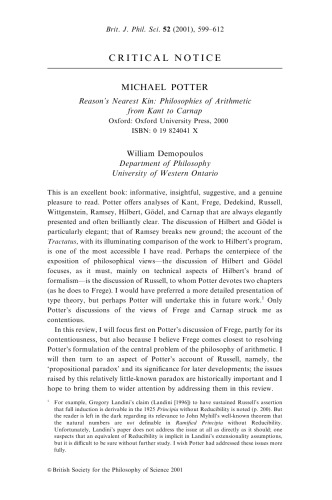 Brit. J. Phil. Sci. 52 (2001), 599–612
CRITICAL NOTICE
MICHAEL POTTER
Reason's Nearest Kin: Philosophies of Arithmetic
from Kant to Carnap
Oxford: Oxford University Press, 2000
ISBN: 0 19 824041 X
William Demopoulos
Department of Philosophy
University of Western Ontario
This is an excellent book: informative, insightful, suggestive, and a genuine
pleasure to read. Potter offers analyses of Kant, Frege, Dedekind, Russell,
Wittgenstein, Ramsey, Hilbert, Gödel, and Carnap that are always elegantly
presented and often brilliantly clear. The discussion of Hilbert and Gödel is
particularly elegant; that of Ramsey breaks new ground; the account of the
Tractatus, with its illuminating comparison of the work to Hilbert's program,
is one of the most accessible I have read. Perhaps the centerpiece of the
exposition of philosophical views—the discussion of Hilbert and Gödel
focuses, as it must, mainly on technical aspects of Hilbert's brand of
formalism—is the discussion of Russell, to whom Potter devotes two chapters
(as he does to Frege). I would have preferred a more detailed presentation of
type theory, but perhaps Potter will undertake this in future work.1 Only
Potter's discussions of the views of Frege and Carnap struck me as
contentious.
In this review, I will focus first on Potter's discussion of Frege, partly for its
contentiousness, but also because I believe Frege comes closest to resolving
Potter's formulation of the central problem of the philosophy of arithmetic. I
will then turn to an aspect of Potter's account of Russell, namely, the
'propositional paradox' and its significance for later developments; the issues
raised by this relatively little-known paradox are historically important and I
hope to bring them to wider attention by addressing them in this review.
1 For example, Gregory Landini's claim (Landini [1996]) to have sustained Russell's assertion
that full induction is derivable in the 1925 Principia without Reducibility is noted (p. 208). But
the reader is left in the dark regarding its relevance to John Myhill's well-known theorem that
the natural numbers are not definable in Ramified Principia without Reducibility.
Unfortunately, Landini's paper does not address the issue at all as directly as it should; one
suspects that an equivalent of Reducibility is implicit in Landini's extensionality assumptions,
but it is difficult to be sure without further study. I wish Potter had addressed these issues more
fully.
© British Society for the Philosophy of Science 2001